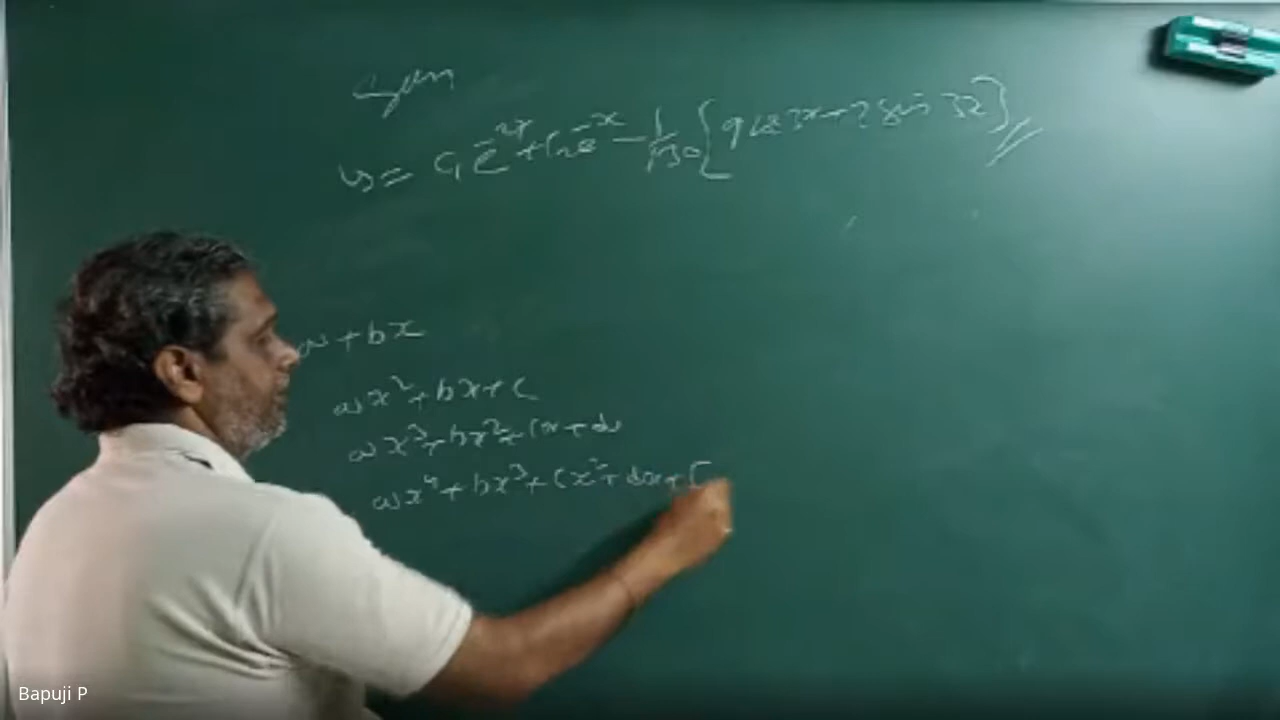 y = C₁e^{-2x} + C₂e^{-x} - 1/130 { 9 cos 3x + 7 sin 3x } //
a + bx
ax² + bx + c
ax³ + bx² + cx + d
ax⁴ + bx³ + cx² + dx + C
Bapuji P